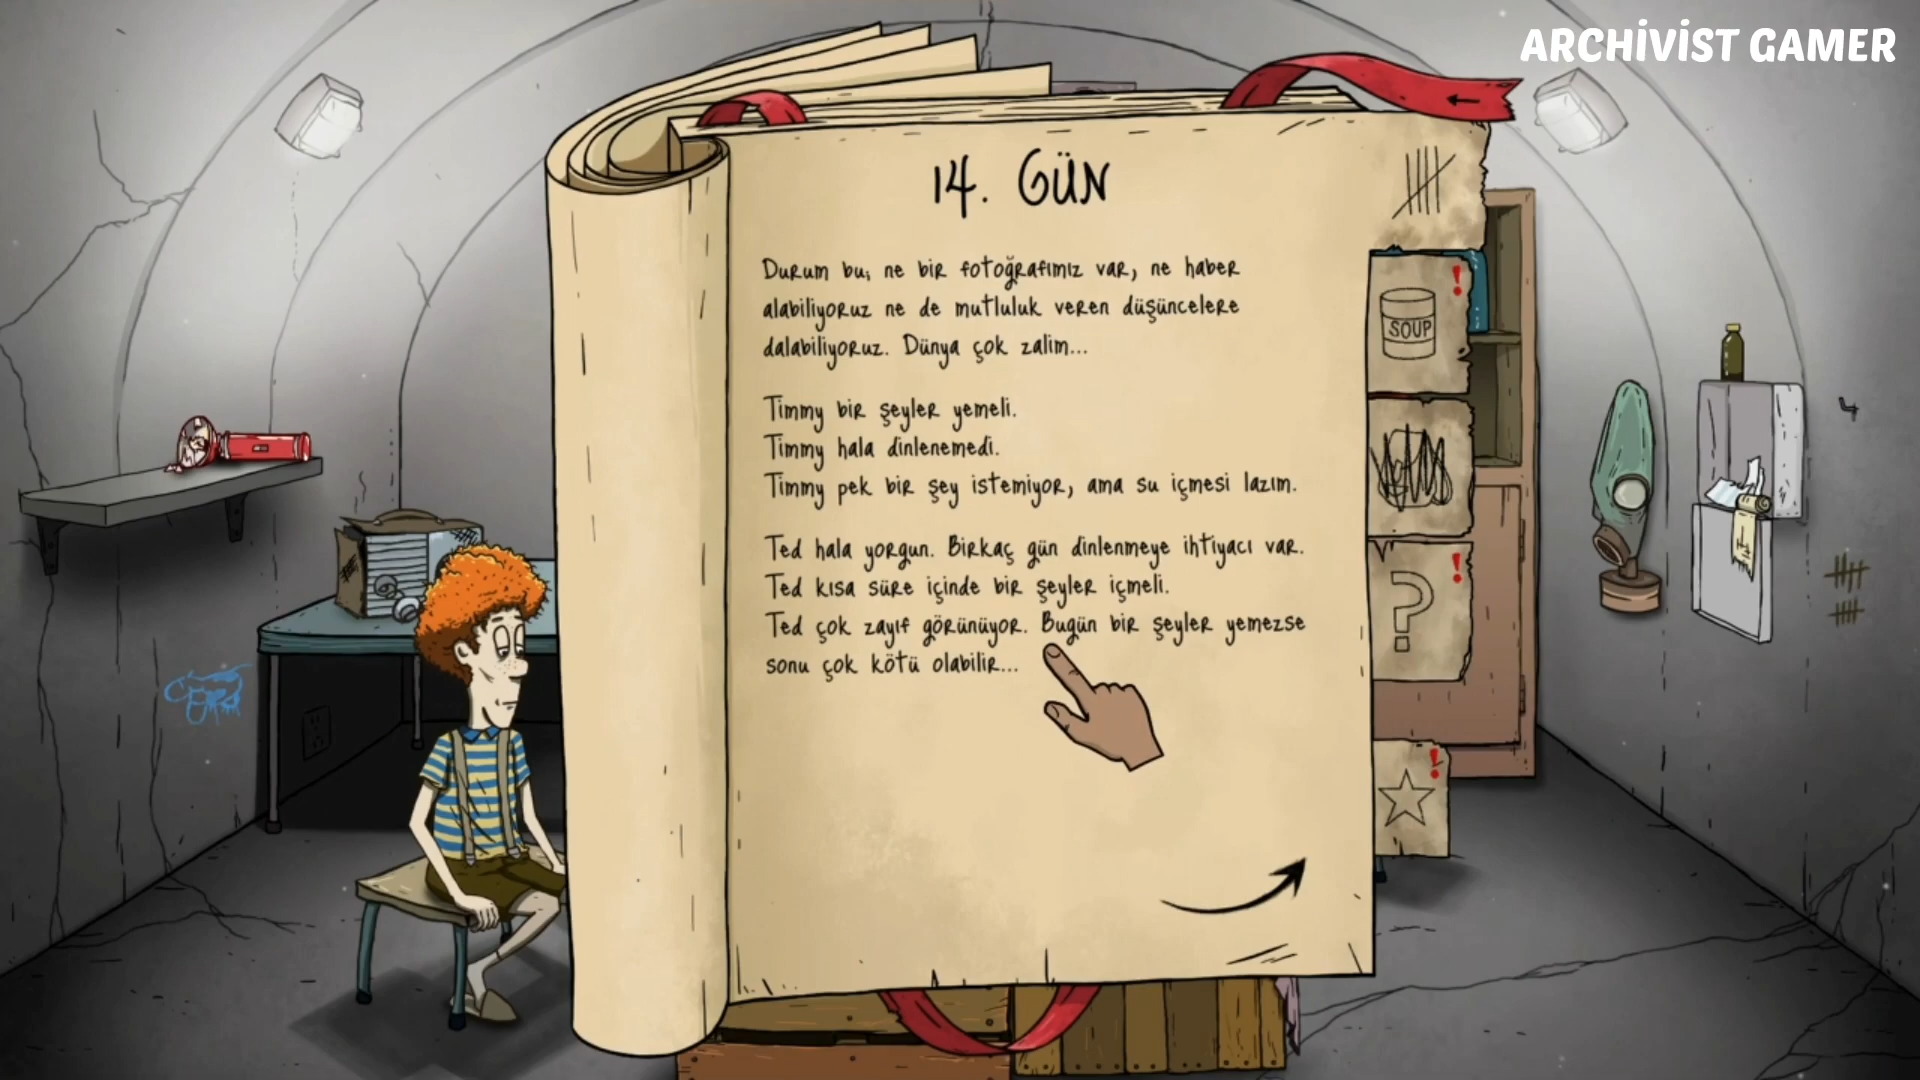 ARCHİVİST GAMER
14. GÜN
Durum bu; ne bir fotoğrafımız var, ne haber
alabiliyoruz ne de mutluluk veren düşüncelere
dalabiliyoruz. Dünya çok zalim...
Timmy bir şeyler yemeli.
Timmy hala dinlenemedi.
Timmy pek bir şey istemiyor, ama su içmesi lazım.
Ted hala yorgun. Birkaç gün dinlenmeye ihtiyacı var.
Ted kısa süre içinde bir şeyler içmeli.
Ted çok zayıf görünüyor. Bugün bir şeyler yemezse
sonu çok kötü olabilir...
!
SOUP
!
?
!